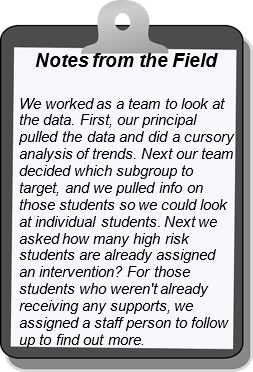 Notes from the Field
We worked as a team to look at
the data. First, our principal
pulled the data and did a cursory
analysis of trends. Next our team
decided which subgroup to
target, and we pulled info on
those students so we could look
at individual students. Next we
asked how many high risk
students are already assigned
an intervention? For those
students who weren't already
receiving any supports, we
assigned a staff person to follow
up to find out more.